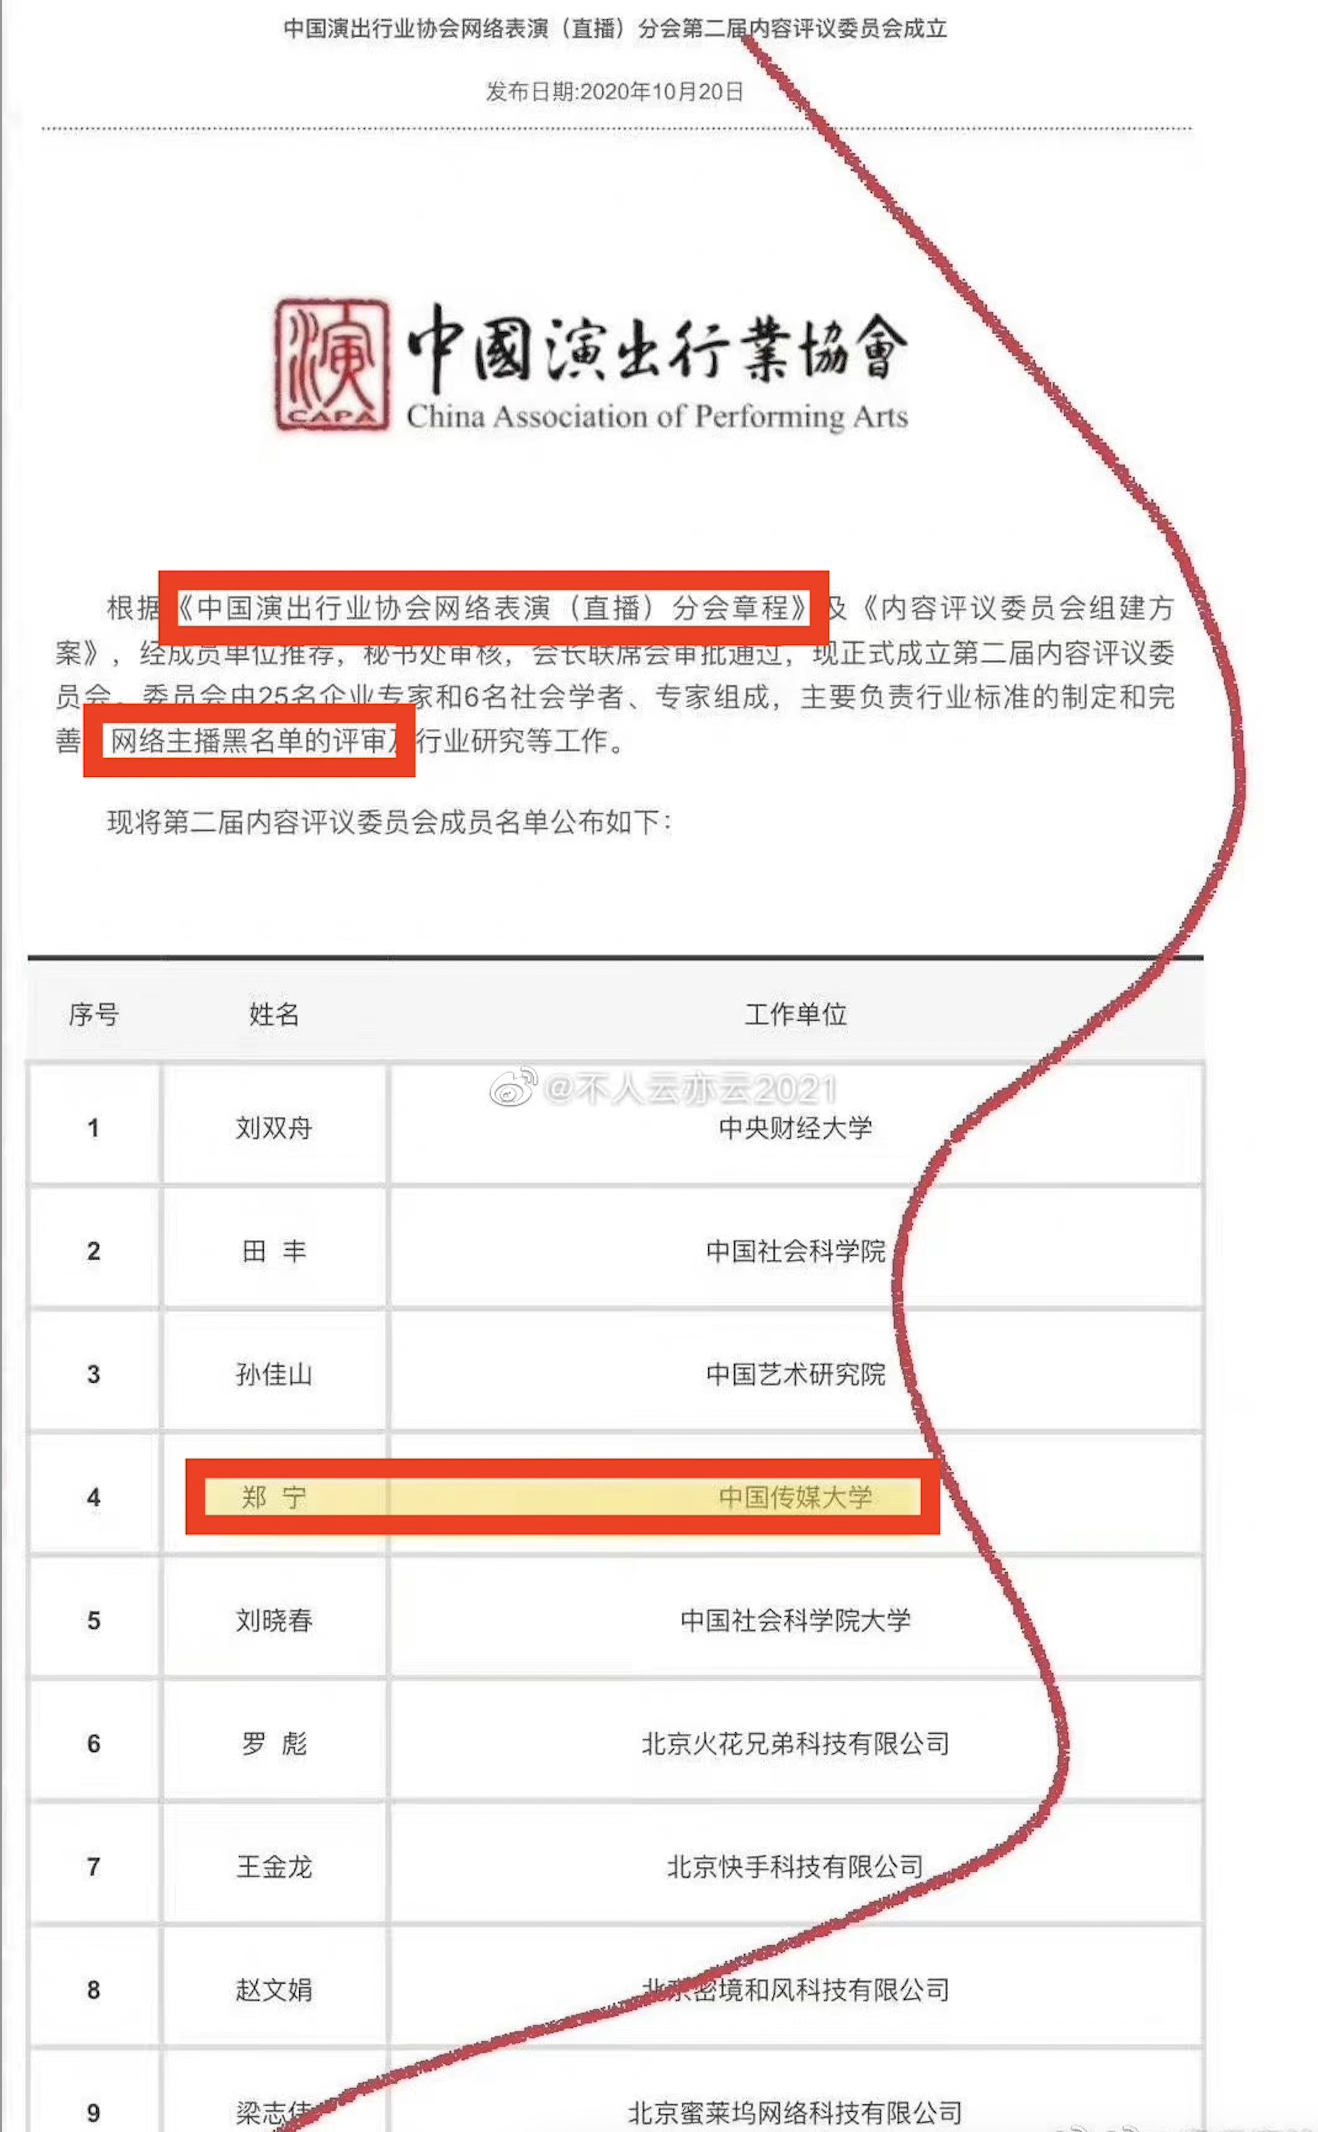 中国演出行业协会网络表演（直播）分会第二届内容评议委员会成立
发布日期:2020年10月20日
演
CAPA
中國演出行業協會
China Association of Performing Arts
根据《中国演出行业协会网络表演（直播）分会章程》及《内容评议委员会组建方
案》，经成员单位推荐，秘书处审核，会长联席会审批通过，现正式成立第二届内容评议委
员会。委员会由25名企业专家和6名社会学者、专家组成，主要负责行业标准的制定和完
善 网络主播黑名单的评审及行业研究等工作。
现将第二届内容评议委员会成员名单公布如下：
序号 姓名 工作单位
@不人云亦云2021
1 刘双舟 中央财经大学
2 田 丰 中国社会科学院
3 孙佳山 中国艺术研究院
4 郑 宁 中国传媒大学
5 刘晓春 中国社会科学院大学
6 罗 彪 北京火花兄弟科技有限公司
7 王金龙 北京快手科技有限公司
8 赵文娟 北京密境和风科技有限公司
9 梁志伟 北京蜜莱坞网络科技有限公司